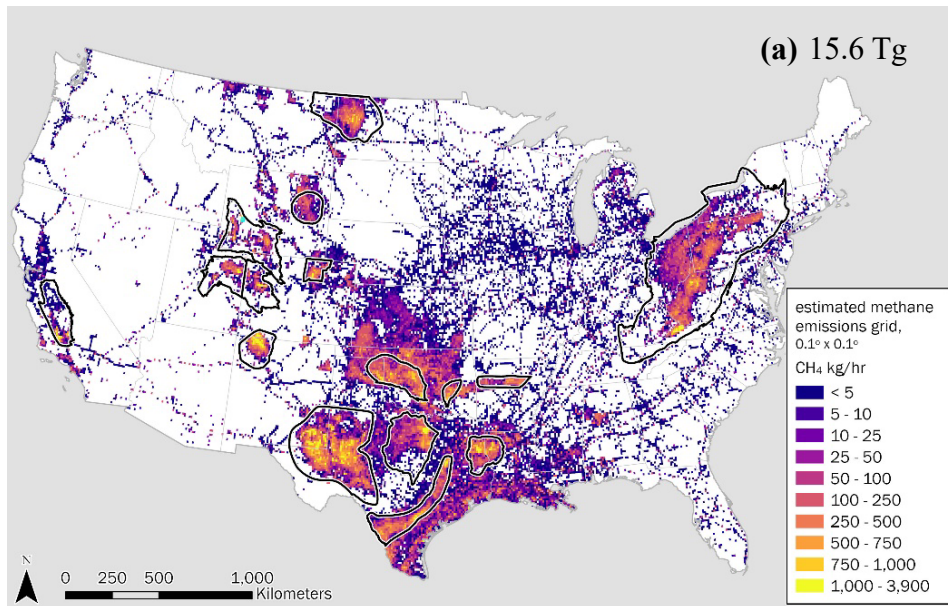 (a) 15.6 Tg
estimated methane
emissions grid,
0.1º x 0.1º
CH₄ kg/hr
< 5
5 - 10
10 - 25
25 - 50
50 - 100
100 - 250
250 - 500
500 - 750
750 - 1,000
1,000 - 3,900
N
0 250 500 1,000
Kilometers